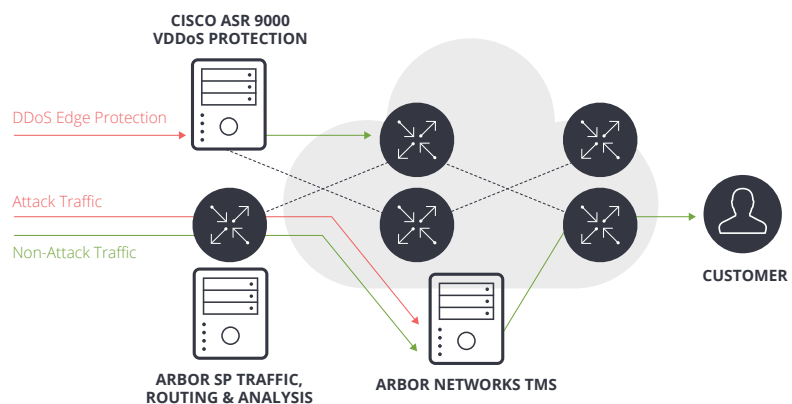 CISCO ASR 9000
VDDoS PROTECTION
DDoS Edge Protection
Attack Traffic
Non-Attack Traffic
CUSTOMER
ARBOR SP TRAFFIC,
ROUTING & ANALYSIS
ARBOR NETWORKS TMS